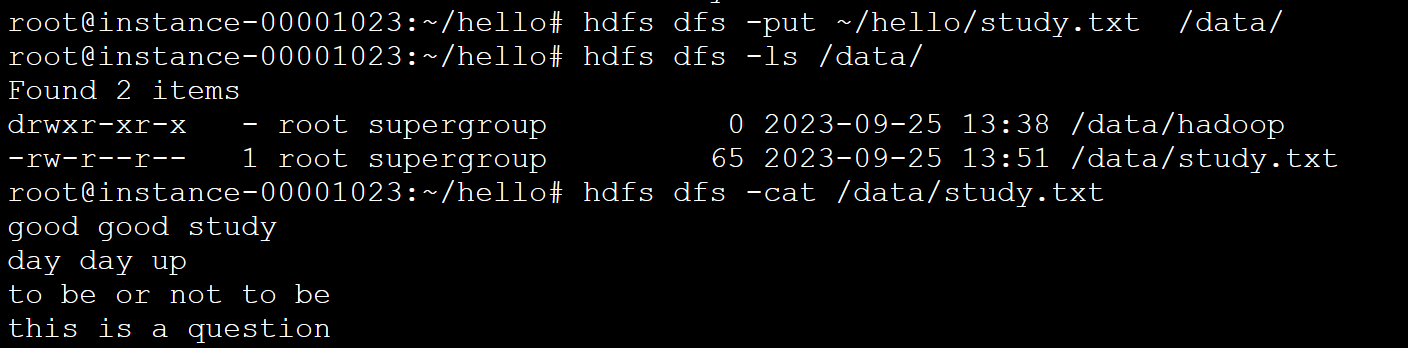 root@instance-00001023:~/hello# hdfs dfs -put ~/hello/study.txt  /data/
root@instance-00001023:~/hello# hdfs dfs -ls /data/
Found 2 items
drwxr-xr-x   - root supergroup          0 2023-09-25 13:38 /data/hadoop
-rw-r--r--   1 root supergroup         65 2023-09-25 13:51 /data/study.txt
root@instance-00001023:~/hello# hdfs dfs -cat /data/study.txt
good good study
day day up
to be or not to be
this is a question